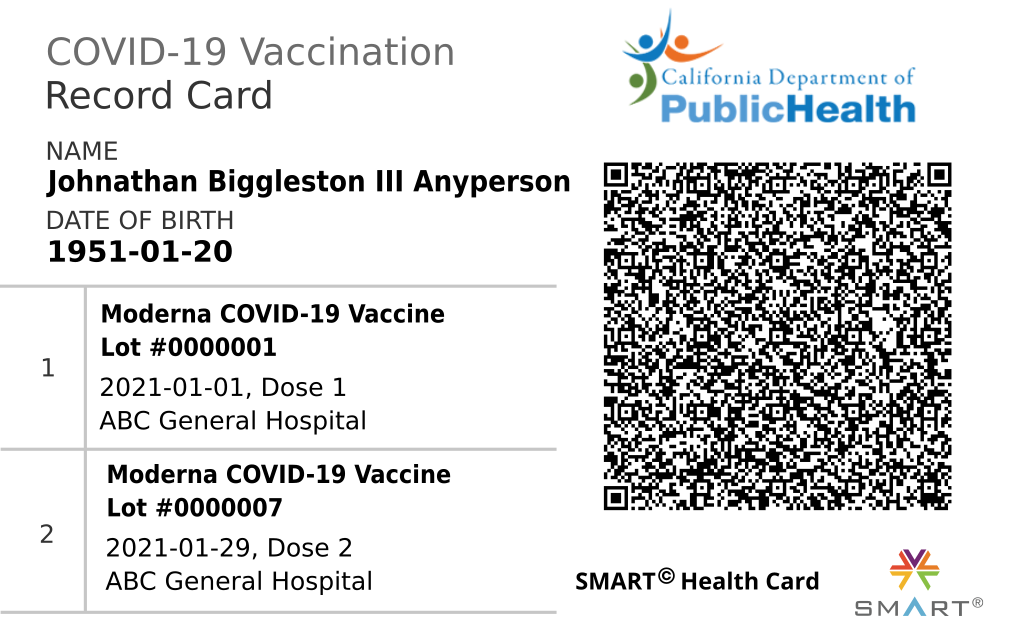 COVID-19 Vaccination
Record Card
NAME
Johnathan Biggleston III Anyperson
DATE OF BIRTH
1951-01-20
1
Moderna COVID-19 Vaccine
Lot #0000001
2021-01-01, Dose 1
ABC General Hospital
2
Moderna COVID-19 Vaccine
Lot #0000007
2021-01-29, Dose 2
ABC General Hospital
California Department of
PublicHealth
SMART© Health Card
SMART®